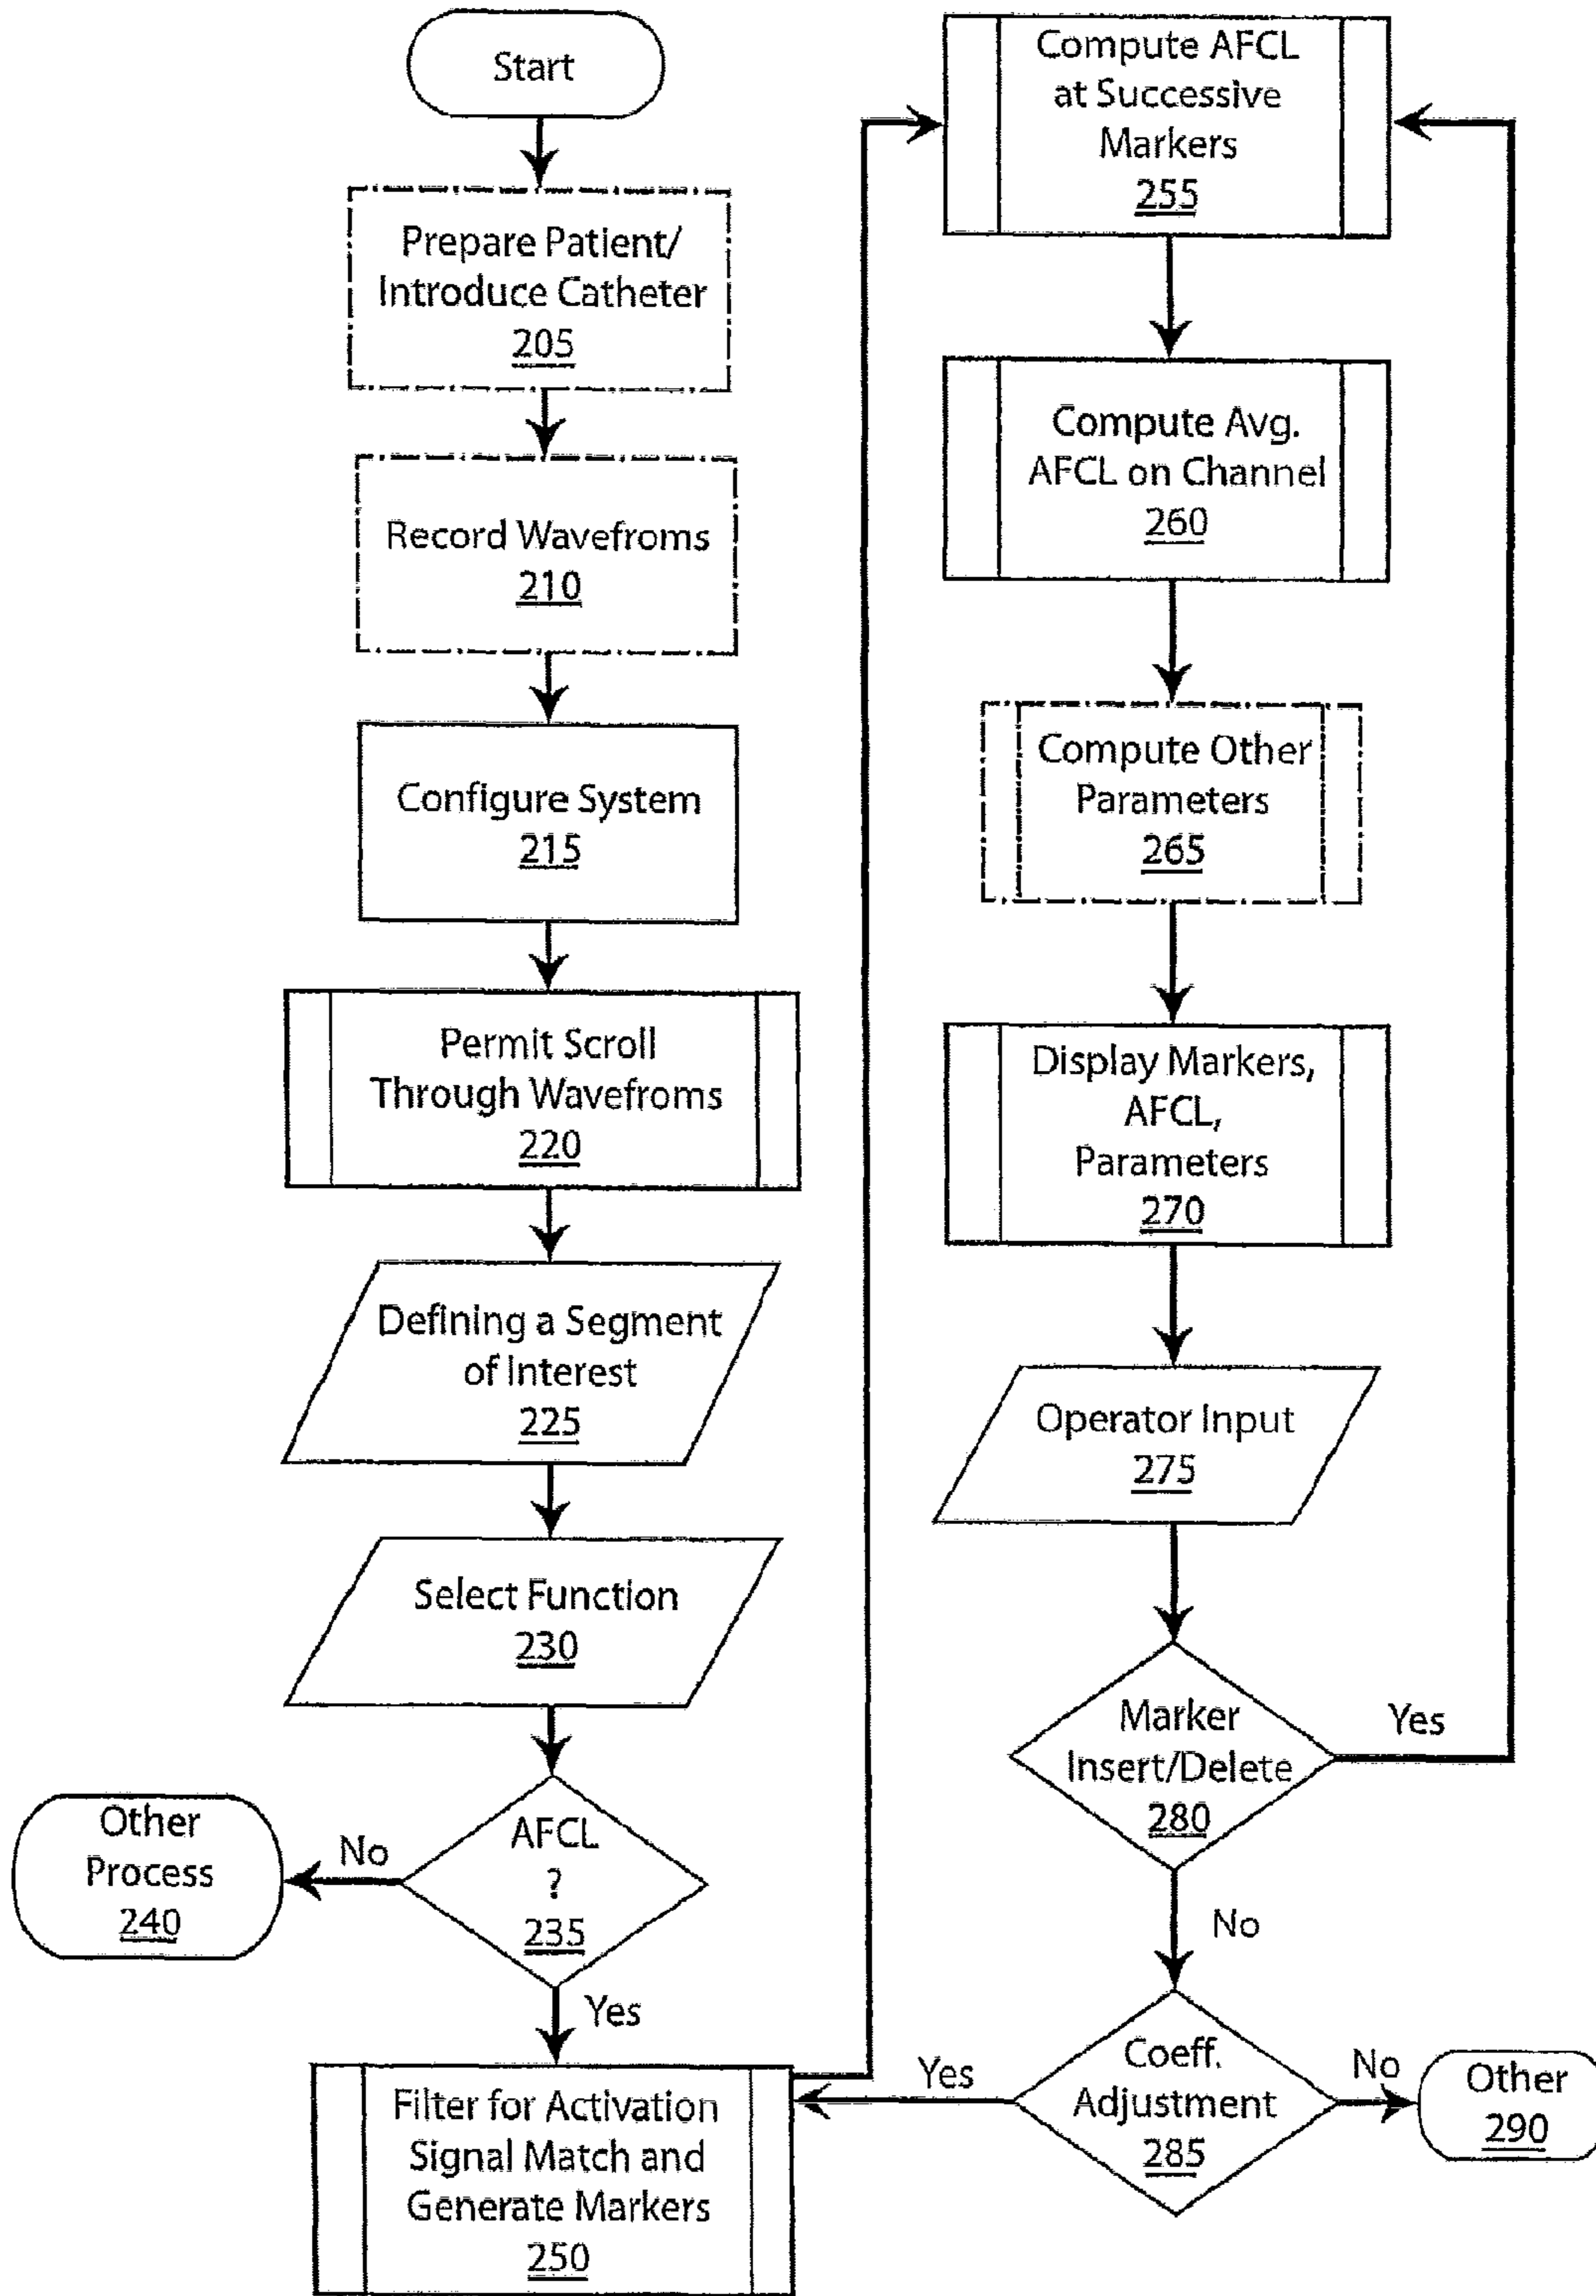 Start
Prepare Patient/
Introduce Catheter
205
Record Wavefroms
210
Configure System
215
Permit Scroll
Through Wavefroms
220
Defining a Segment
of Interest
225
Select Function
230
AFCL
?
235
No
Other
Process
240
Yes
Filter for Activation
Signal Match and
Generate Markers
250
Compute AFCL
at Successive
Markers
255
Compute Avg.
AFCL on Channel
260
Compute Other
Parameters
265
Display Markers,
AFCL,
Parameters
270
Operator Input
275
Marker
Insert/Delete
280
Yes
No
Coeff.
Adjustment
285
Yes
No
Other
290